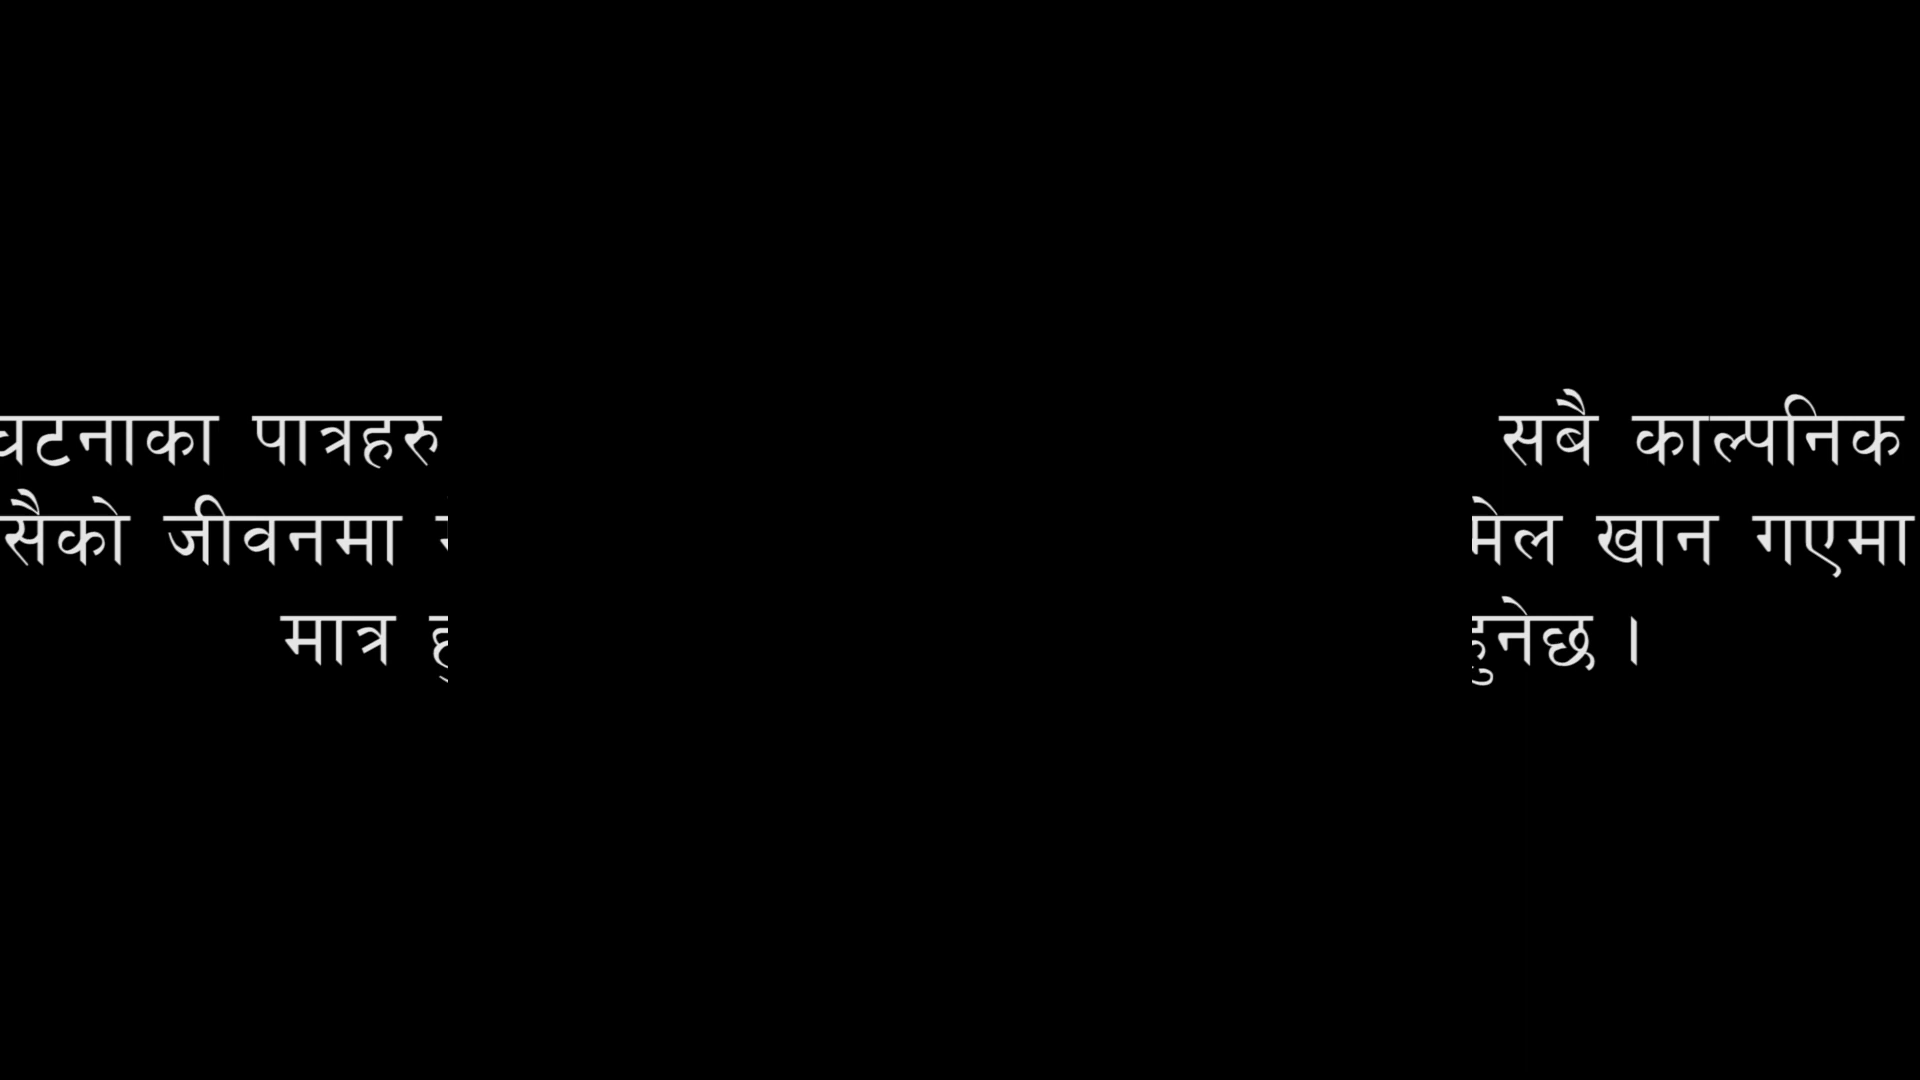 घटनाका पात्रहरु सबै काल्पनिक
सैको जीवनमा मेल खान गएमा
मात्र हुनेछ ।